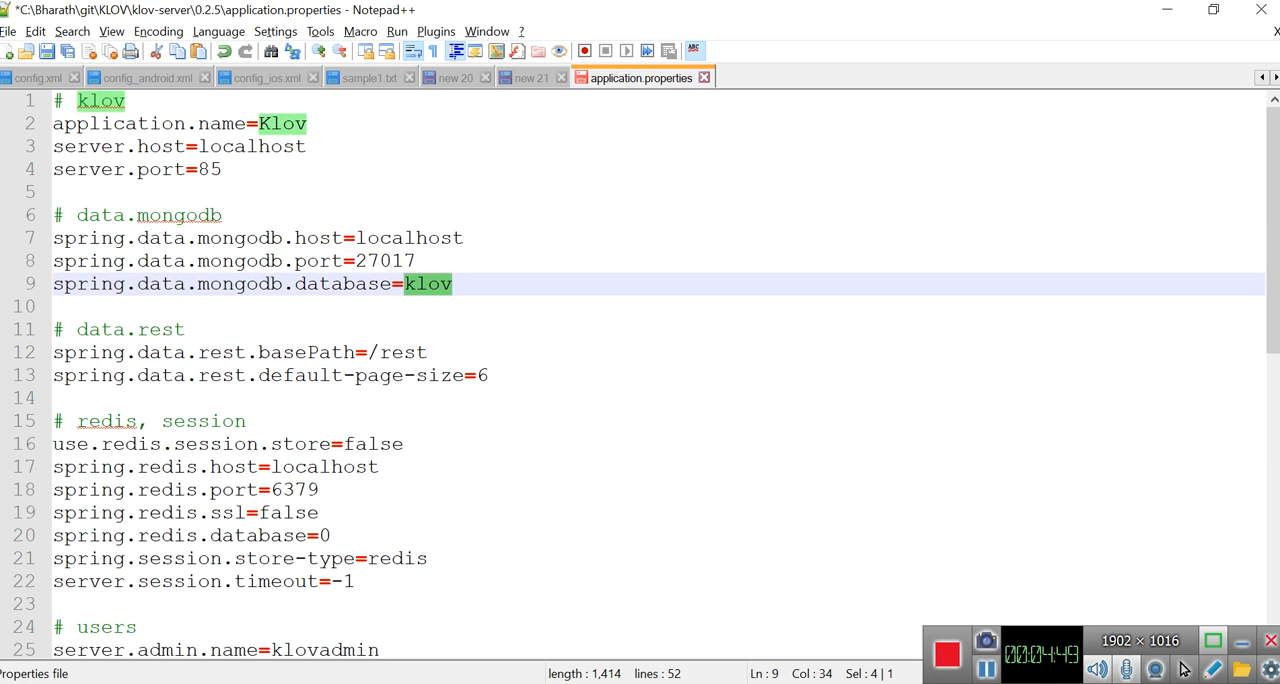 *C:\Bharath\git\KLOV\klov-server\0.2.5\application.properties - Notepad++
File Edit Search View Encoding Language Settings Tools Macro Run Plugins Window ? X
config.xml config_android.xml config_ios.xml sample1.txt new 20 new 21 application.properties
1 # klov
2 application.name=Klov
3 server.host=localhost
4 server.port=85
5
6 # data.mongodb
7 spring.data.mongodb.host=localhost
8 spring.data.mongodb.port=27017
9 spring.data.mongodb.database=klov
10
11 # data.rest
12 spring.data.rest.basePath=/rest
13 spring.data.rest.default-page-size=6
14
15 # redis, session
16 use.redis.session.store=false
17 spring.redis.host=localhost
18 spring.redis.port=6379
19 spring.redis.ssl=false
20 spring.redis.database=0
21 spring.session.store-type=redis
22 server.session.timeout=-1
23
24 # users
25 server.admin.name=klovadmin
1902 × 1016
00:04:49
Properties file length : 1,414 lines : 52 Ln : 9 Col : 34 Sel : 4 | 1